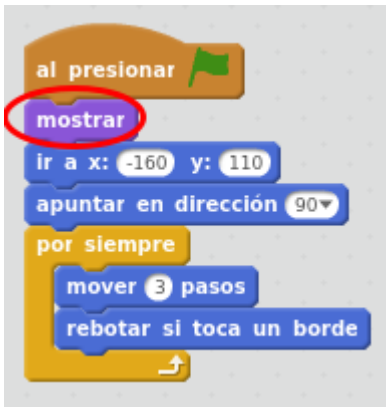 al presionar
mostrar
ir a x: -160 y: 110
apuntar en dirección 90
por siempre
mover 3 pasos
rebotar si toca un borde